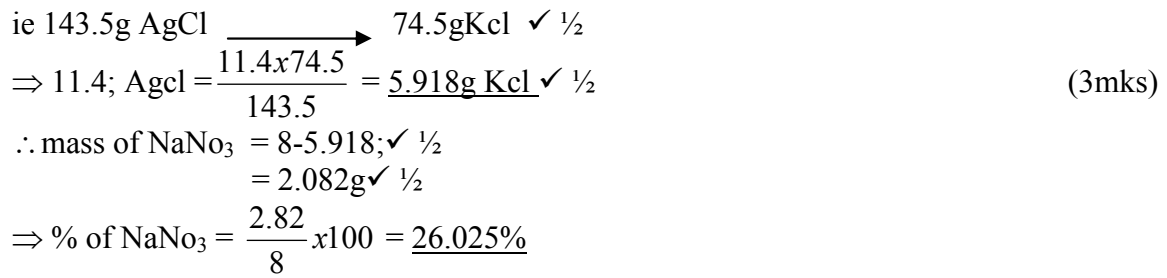 ie 143.5g AgCl ⟶ 74.5gKcl ✓ ½
⇒ 11.4; Agcl = 11.4x74.5/143.5 = 5.918g Kcl ✓ ½ (3mks)
∴ mass of NaNo₃ = 8-5.918;✓ ½
= 2.082g✓ ½
⇒ % of NaNo₃ = 2.82/8 x100 = 26.025%